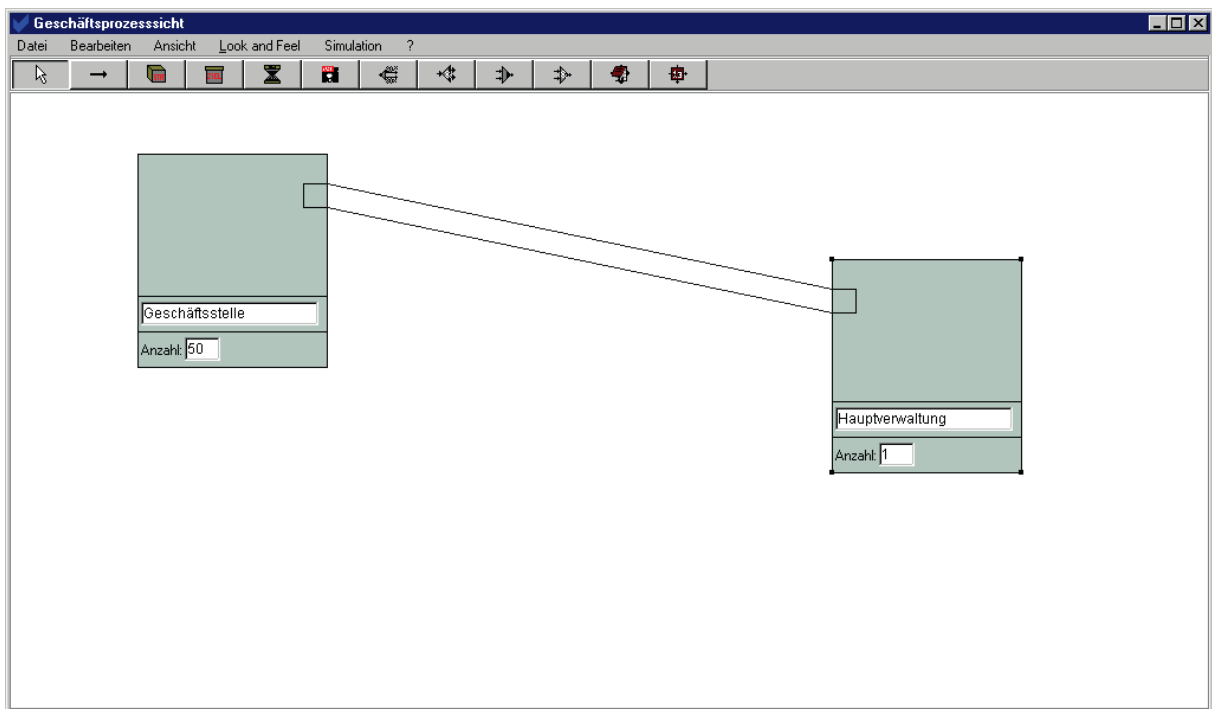 Geschäftsprozesssicht
Datei Bearbeiten Ansicht Look and Feel Simulation ?
Geschäftsstelle
Anzahl: 50
Hauptverwaltung
Anzahl: 1